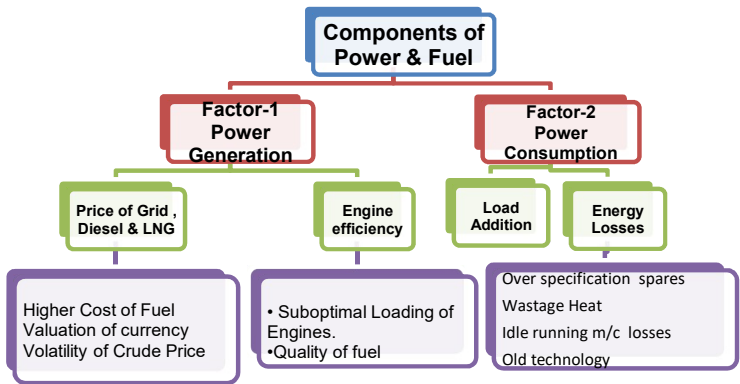 Components of
Power & Fuel
Factor-1
Power
Generation
Factor-2
Power
Consumption
Price of Grid ,
Diesel & LNG
Engine
efficiency
Load
Addition
Energy
Losses
Higher Cost of Fuel
Valuation of currency
Volatility of Crude Price
• Suboptimal Loading of
Engines.
•Quality of fuel
Over specification spares
Wastage Heat
Idle running m/c losses
Old technology